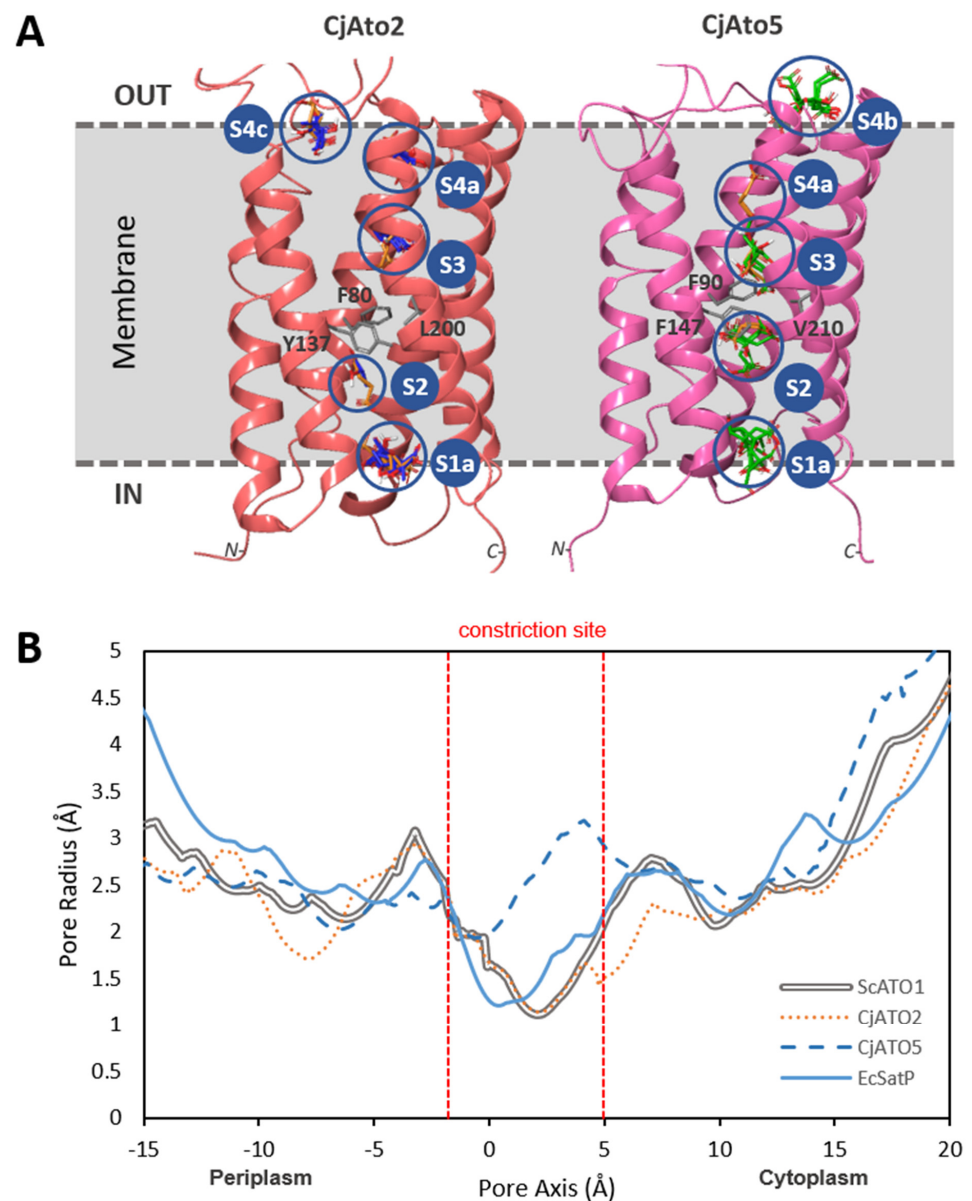 A
CjAto2
CjAto5
OUT
S4c
S4b
S4a
S4a
S3
S3
Membrane
F80
F90
Y137
L200
F147
V210
S2
S2
S1a
S1a
IN
N-
C-
N-
C-
B
constriction site
5
4.5
4
3.5
3
2.5
2
1.5
1
0.5
0
Pore Radius (Å)
ScATO1
CjATO2
CjATO5
EcSatP
-15 -10 -5 0 5 10 15 20
Periplasm Pore Axis (Å) Cytoplasm